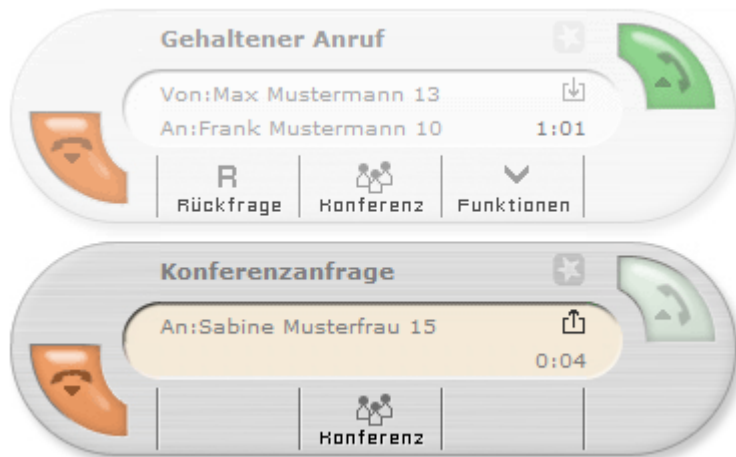 Gehaltener Anruf
Von:Max Mustermann 13
An:Frank Mustermann 10 1:01
R
Rückfrage Konferenz Funktionen
Konferenzanfrage
An:Sabine Musterfrau 15
0:04
Konferenz